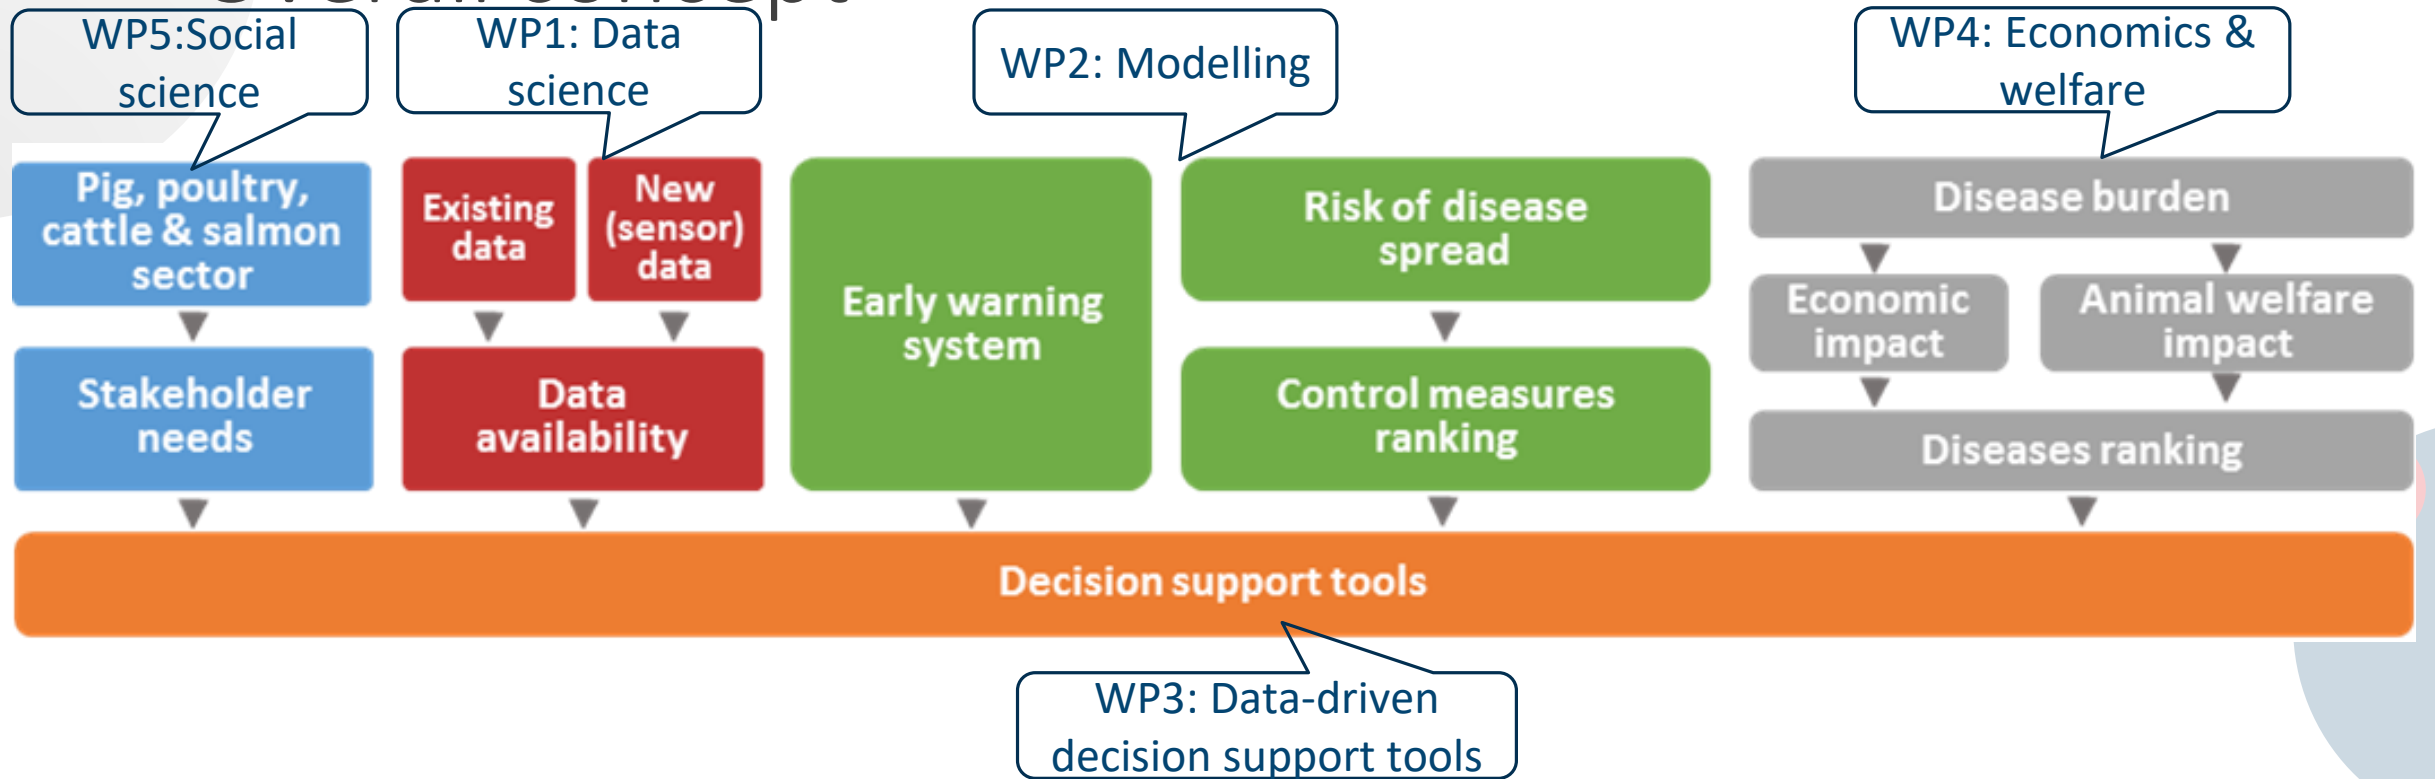 Overall concept
WP5:Social
science
WP1: Data
science
WP2: Modelling
WP4: Economics &
welfare
Pig, poultry,
cattle & salmon
sector
Existing
data
New
(sensor)
data
Early warning
system
Risk of disease
spread
Disease burden
Economic
impact
Animal welfare
impact
Stakeholder
needs
Data
availability
Control measures
ranking
Diseases ranking
Decision support tools
WP3: Data-driven
decision support tools